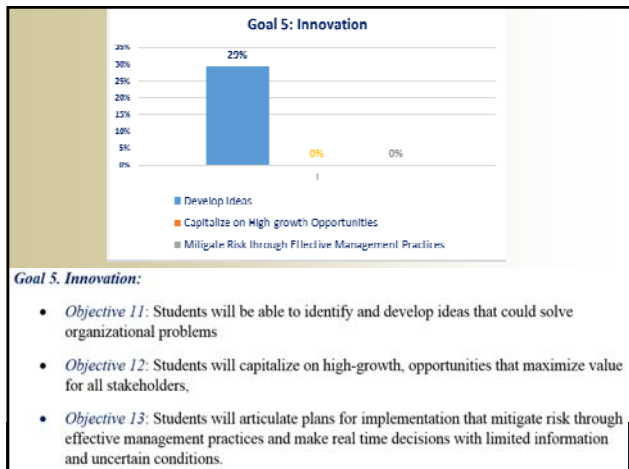 Goal 5: Innovation
35%
30%
25%
20%
15%
10%
5%
0%
29%
0%
0%
1
Develop Ideas
Capitalize on High-growth Opportunities
Mitigate Risk through Effective Management Practices
Goal 5. Innovation:
• Objective 11: Students will be able to identify and develop ideas that could solve
organizational problems
• Objective 12: Students will capitalize on high-growth, opportunities that maximize value
for all stakeholders,
• Objective 13: Students will articulate plans for implementation that mitigate risk through
effective management practices and make real time decisions with limited information
and uncertain conditions.